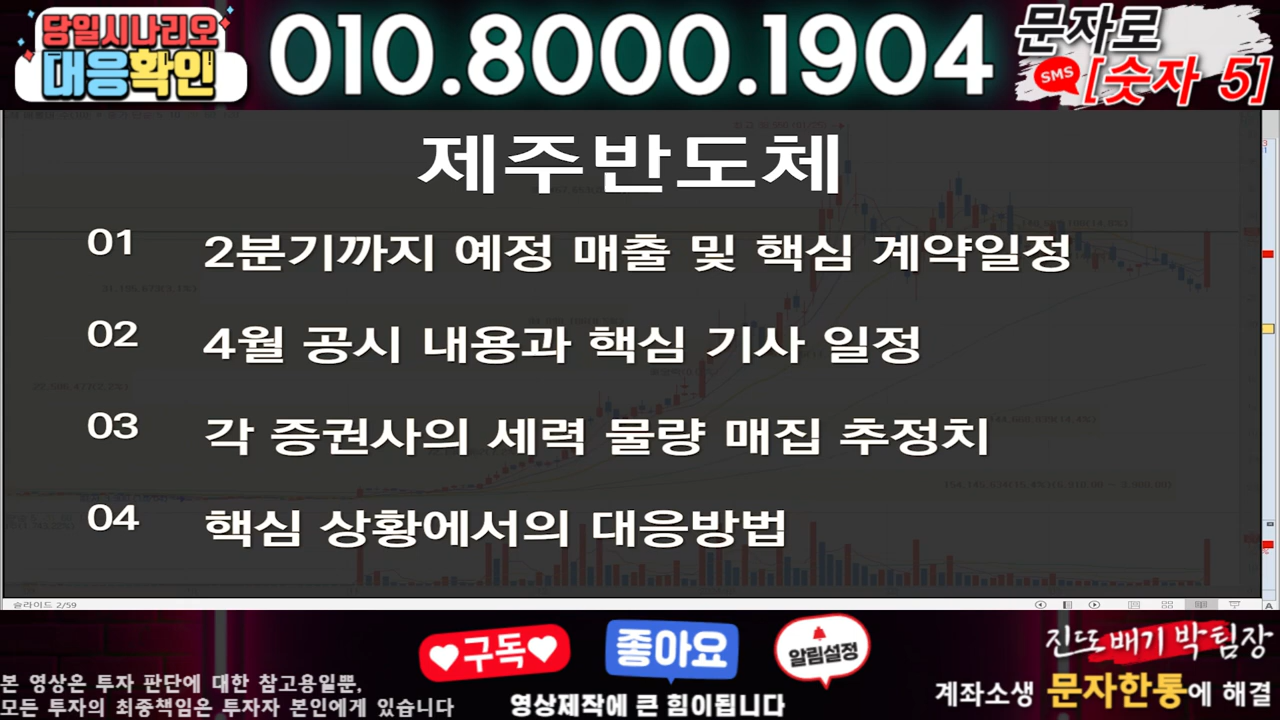 당일시나리오
대응확인
010.8000.1904
문자로
SMS [숫자 5]
제주반도체
01 2분기까지 예정 매출 및 핵심 계약일정
02 4월 공시 내용과 핵심 기사 일정
03 각 증권사의 세력 물량 매집 추정치
04 핵심 상황에서의 대응방법
슬라이드 2/59
구독
좋아요
알림설정
영상제작에 큰 힘이됩니다
본 영상은 투자 판단에 대한 참고용일뿐,
모든 투자의 최종책임은 투자자 본인에게 있습니다
진또배기 박팀장
계좌소생 문자한통에 해결